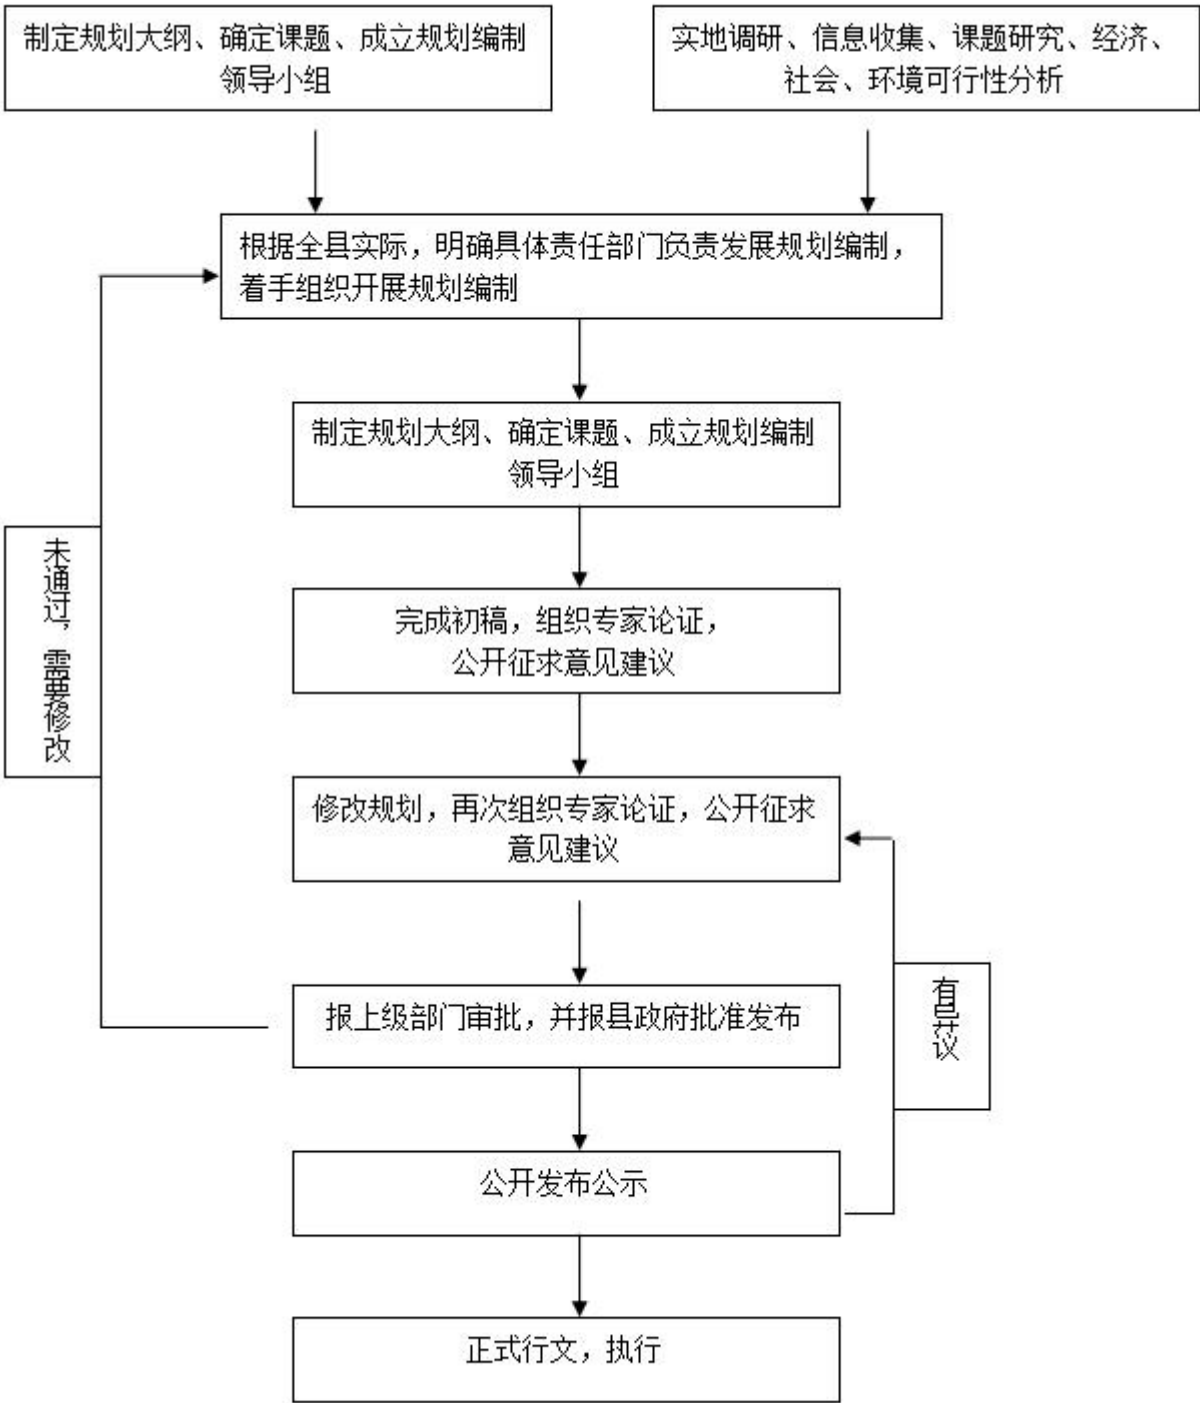 制定规划大纲、确定课题、成立规划编制
领导小组
实地调研、信息收集、课题研究、经济、
社会、环境可行性分析
根据全县实际，明确具体责任部门负责发展规划编制，
着手组织开展规划编制
制定规划大纲、确定课题、成立规划编制
领导小组
未通过，需要修改
完成初稿，组织专家论证，
公开征求意见建议
修改规划，再次组织专家论证，公开征求
意见建议
有异议
报上级部门审批，并报县政府批准发布
公开发布公示
正式行文，执行